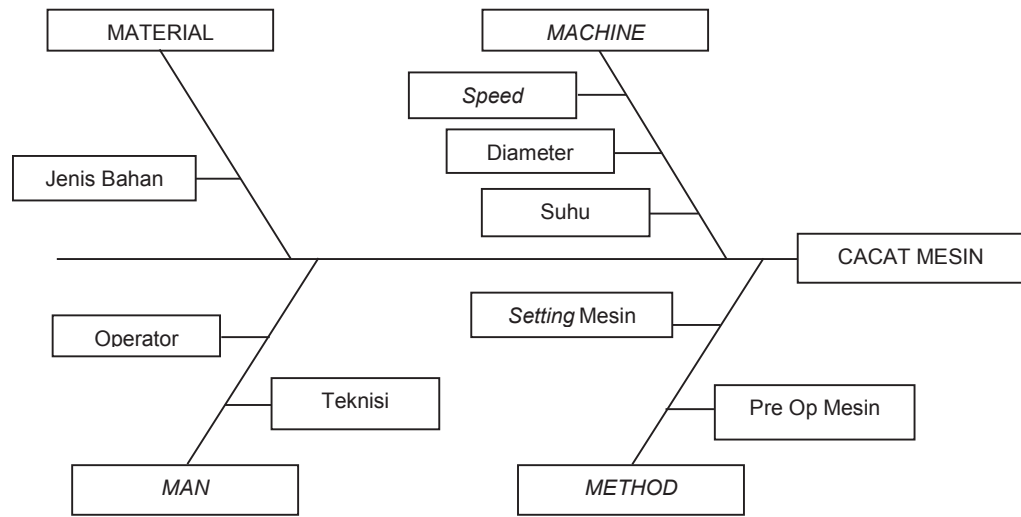 MATERIAL
MACHINE
Speed
Diameter
Jenis Bahan
Suhu
CACAT MESIN
Setting Mesin
Operator
Teknisi
Pre Op Mesin
MAN
METHOD